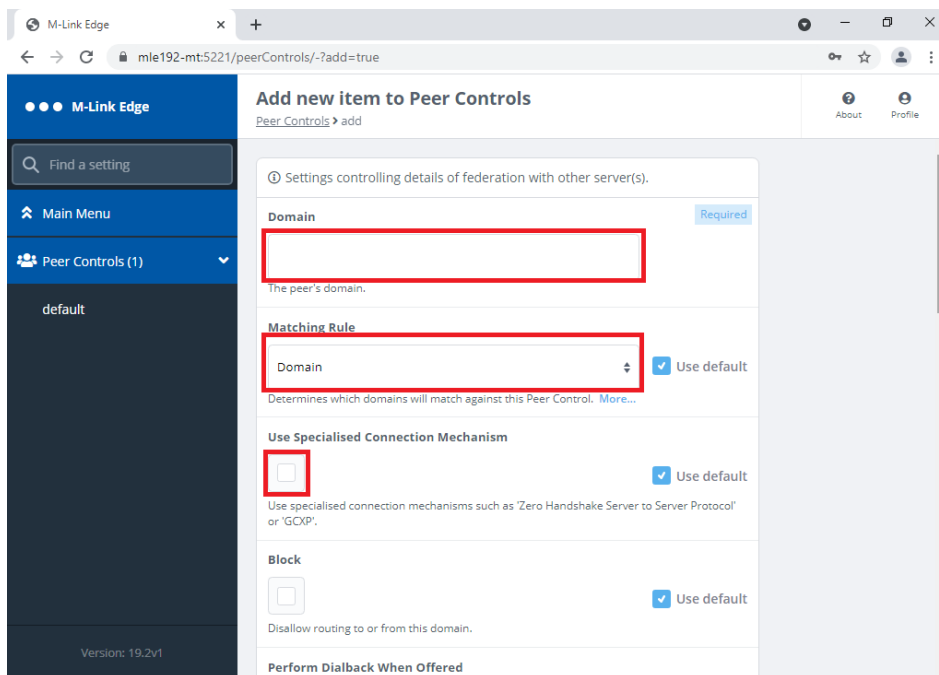 M-Link Edge
mle192-mt:5221/peerControls/-?add=true
M-Link Edge
Add new item to Peer Controls
Peer Controls > add
About
Profile
Find a setting
Main Menu
Peer Controls (1)
default
Version: 19.2v1
Settings controlling details of federation with other server(s).
Domain
Required
The peer's domain.
Matching Rule
Domain
Use default
Determines which domains will match against this Peer Control. More...
Use Specialised Connection Mechanism
Use default
Use specialised connection mechanisms such as 'Zero Handshake Server to Server Protocol'
or 'GCXP'.
Block
Use default
Disallow routing to or from this domain.
Perform Dialback When Offered